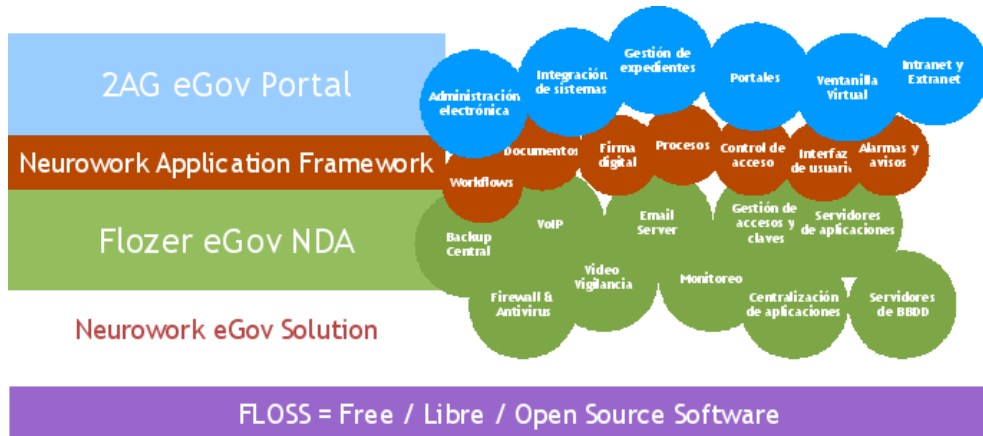 2AG eGov Portal
Administración
electrónica
Integración
de sistemas
Gestión de
expedientes
Portales
Ventanilla
Virtual
Intranet y
Extranet
Neurowork Application Framework
Workflows
Documentos
Firma
digital
Procesos
Control de
acceso
Interfaz
de usuari
Alarmas y
avisos
Flozer eGov NDA
Backup
Central
VoIP
Email
Server
Gestión de
accesos y
claves
Servidores
de aplicaciones
Firewall &
Antivirus
Video
Vigilancia
Monitoreo
Centralización
de aplicaciones
Servidores
de BBDD
Neurowork eGov Solution
FLOSS = Free / Libre / Open Source Software